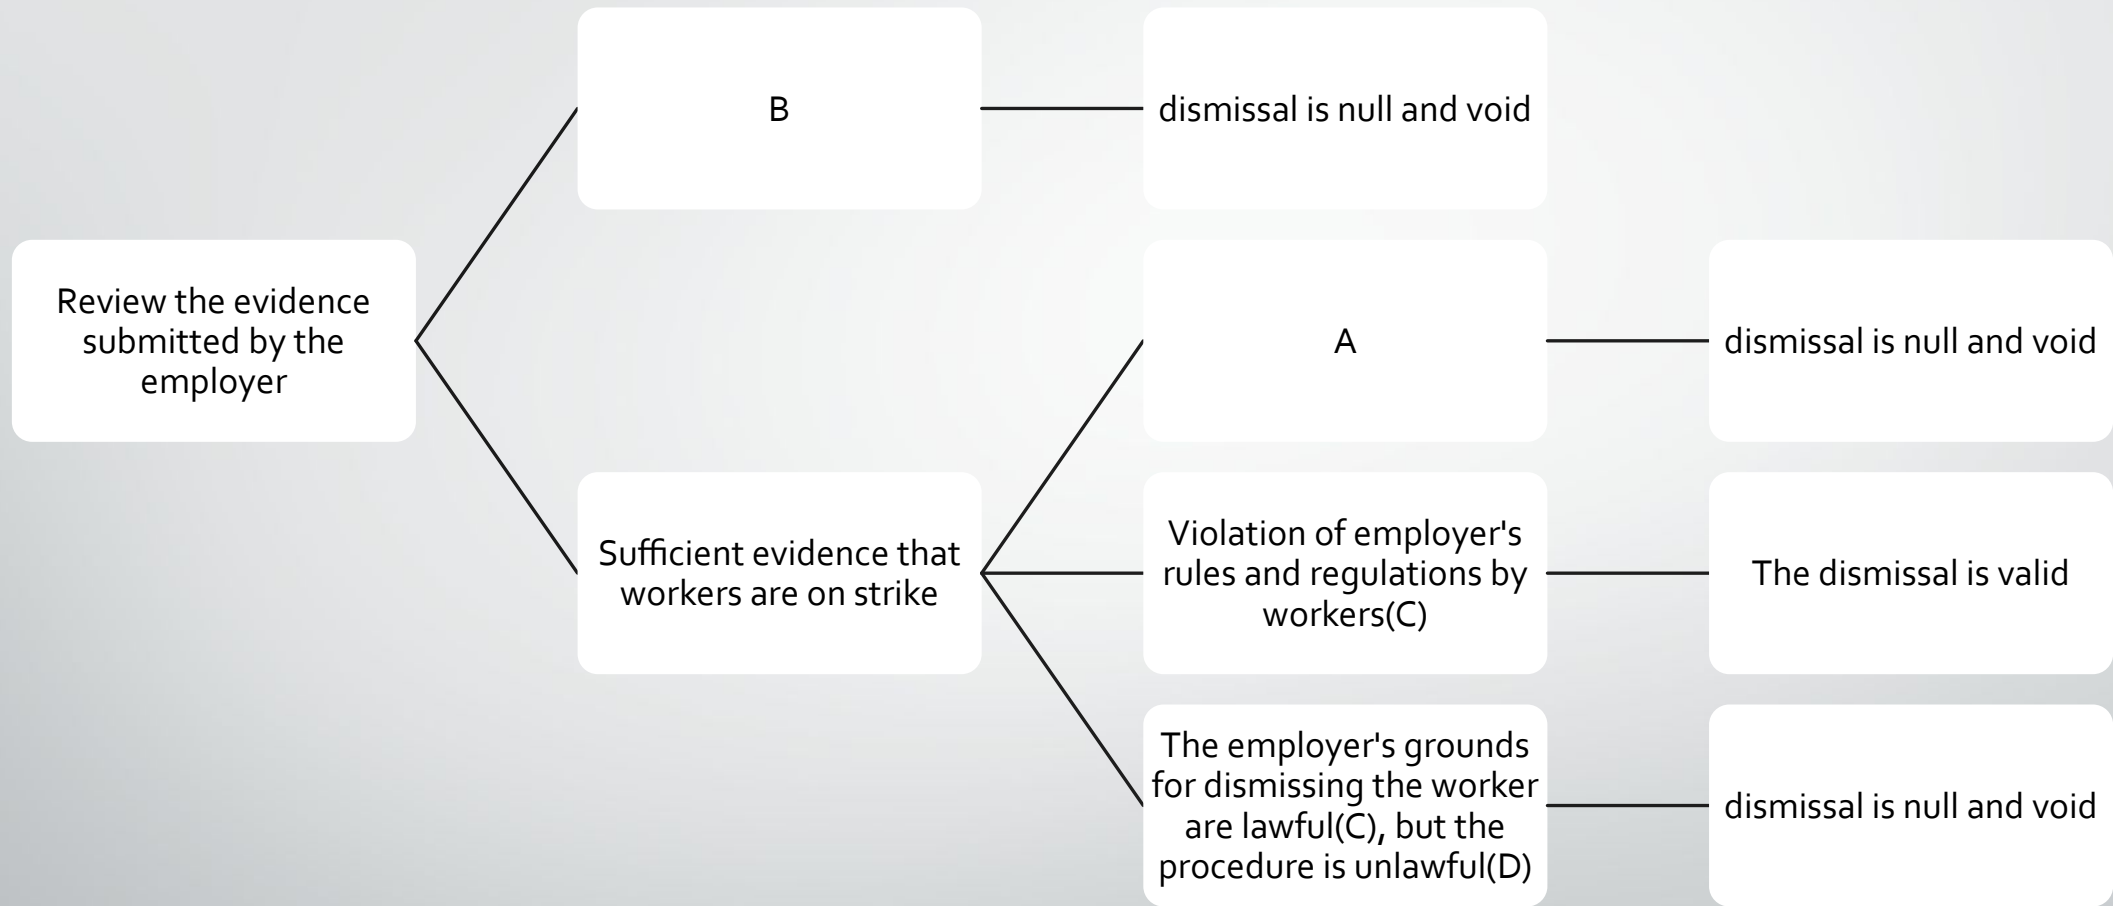 Review the evidence
submitted by the
employer
B
dismissal is null and void
Sufficient evidence that
workers are on strike
A
dismissal is null and void
Violation of employer's
rules and regulations by
workers(C)
The dismissal is valid
The employer's grounds
for dismissing the worker
are lawful(C), but the
procedure is unlawful(D)
dismissal is null and void